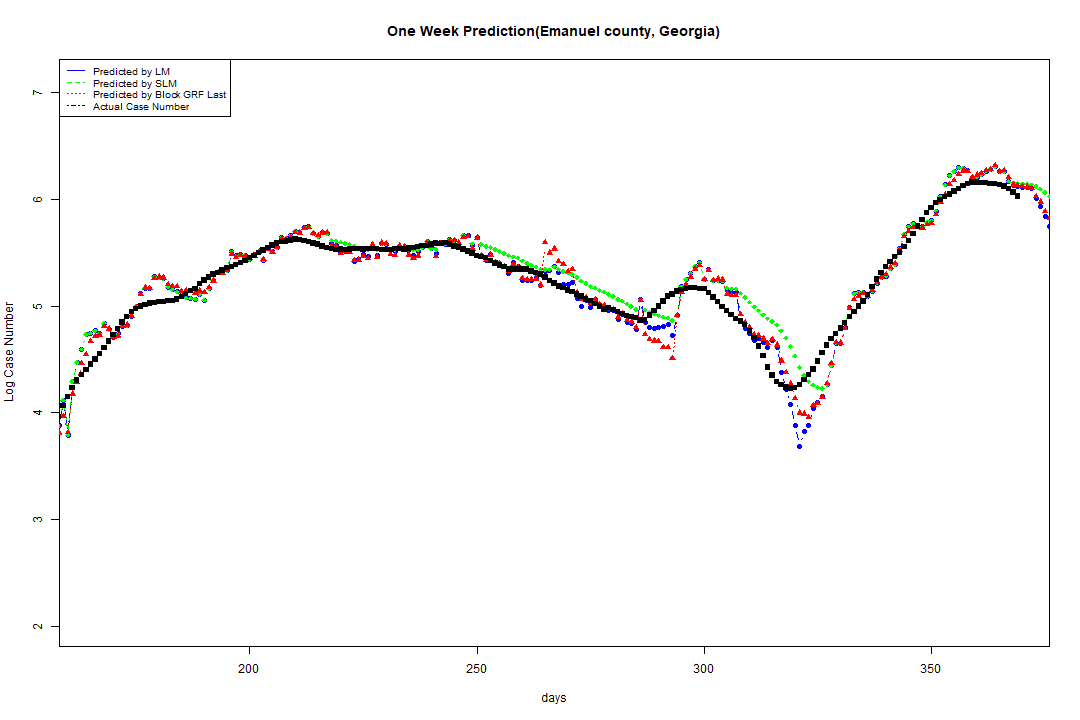 One Week Prediction(Emanuel county, Georgia)
Predicted by LM
Predicted by SLM
Predicted by Block GRF Last
Actual Case Number
7
6
5
4
3
2
Log Case Number
200 250 300 350
days